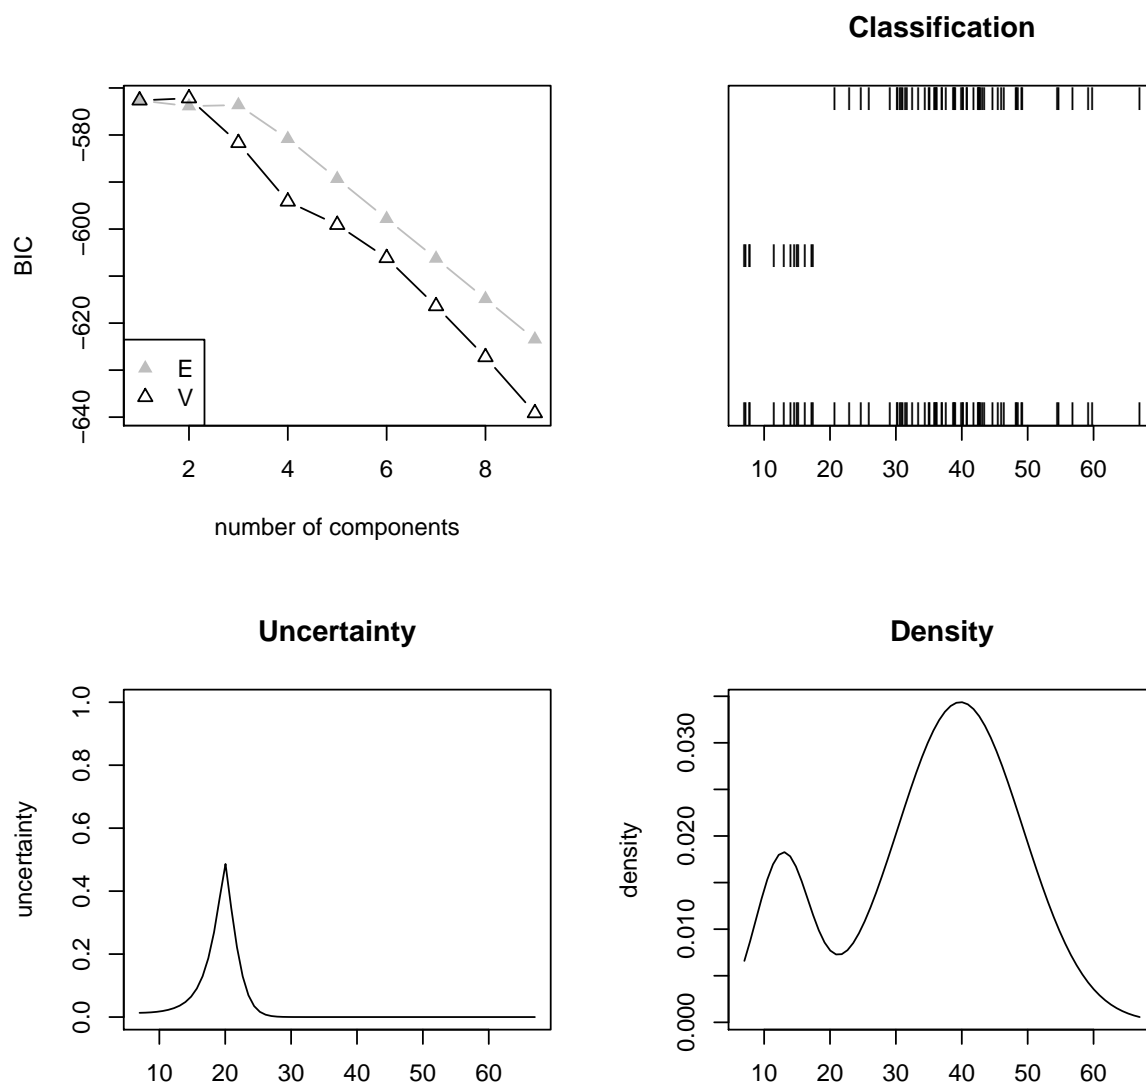 Classification
BIC
−580
−600
−620
−640
E
V
2 4 6 8
number of components
10 20 30 40 50 60
Uncertainty
uncertainty
1.0
0.8
0.6
0.4
0.2
0.0
10 20 30 40 50 60
Density
density
0.030
0.020
0.010
0.000
10 20 30 40 50 60